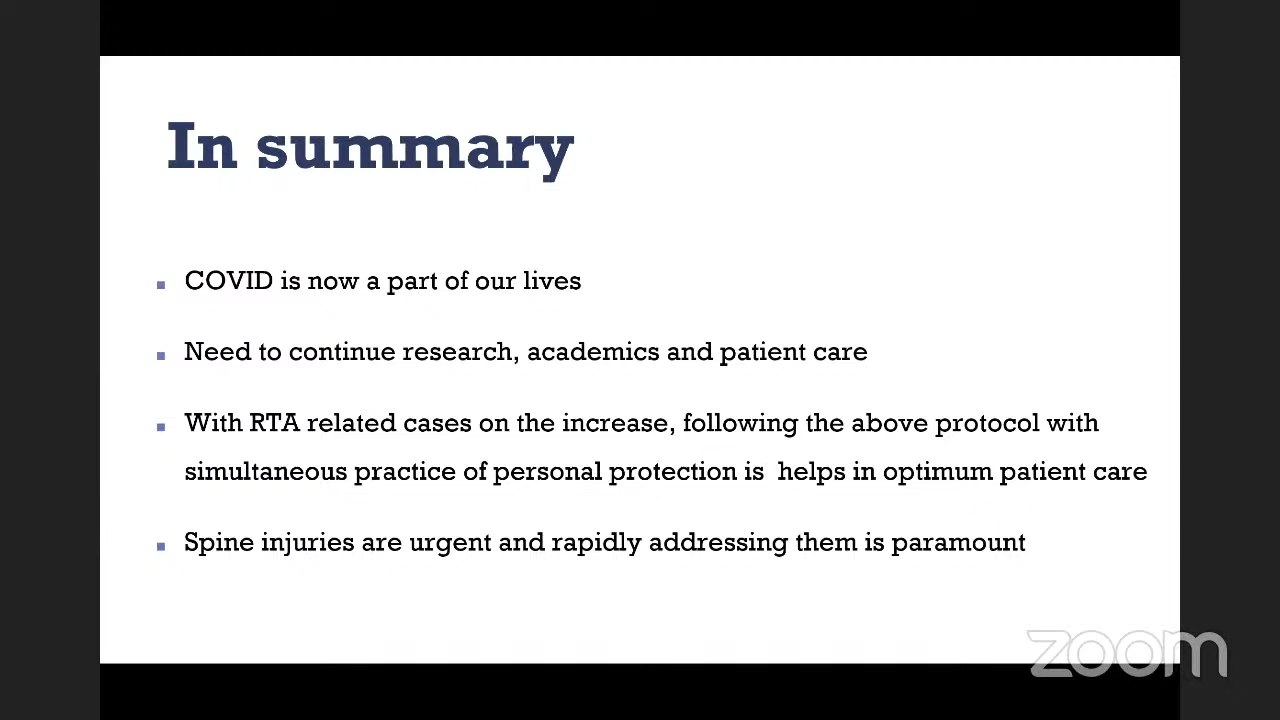 In summary
COVID is now a part of our lives
Need to continue research, academics and patient care
With RTA related cases on the increase, following the above protocol with
simultaneous practice of personal protection is  helps in optimum patient care
Spine injuries are urgent and rapidly addressing them is paramount
zoom